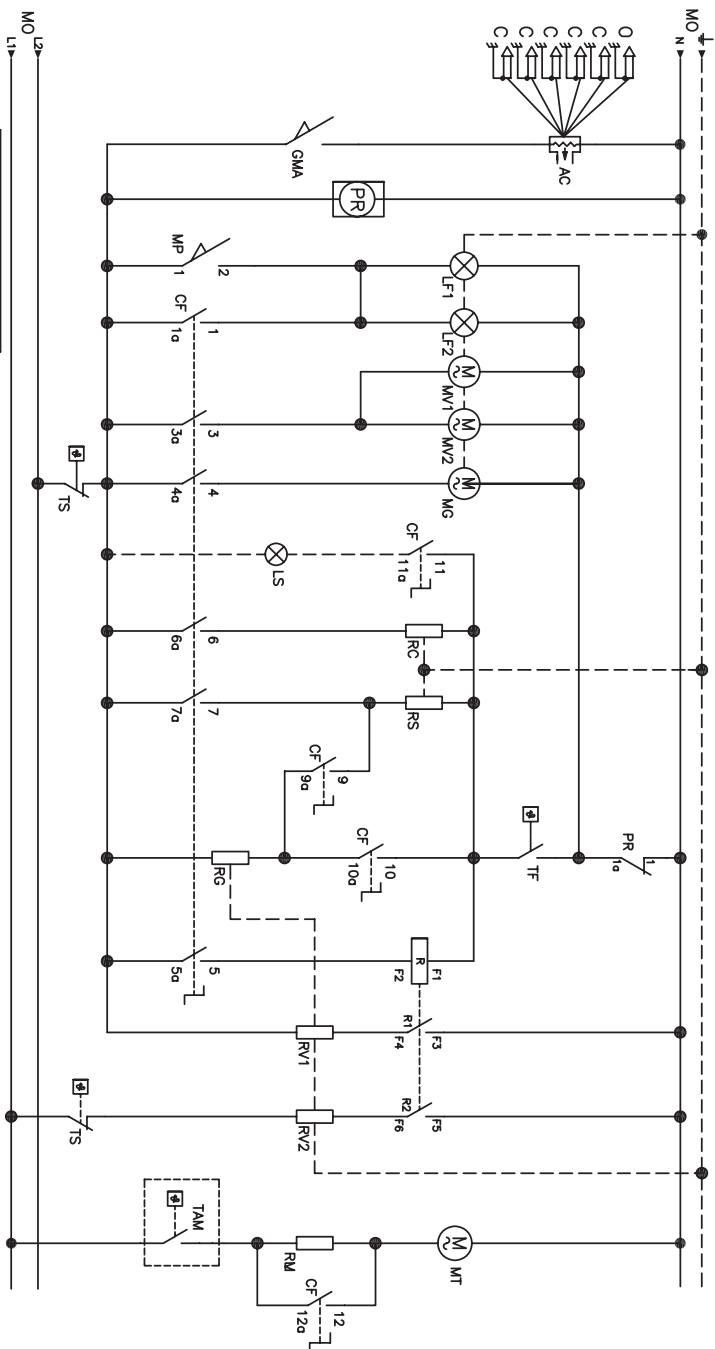 MO
N
MO
L2
L1
O
C
C
C
C
C
AC
GMA
PR
MP
1
2
LF1
CF
1a
1
LF2
MV1
M
M
MV2
3a
3
M
MG
4a
4
TS
CF
11
11a
LS
RC
6a
6
RS
7a
7
CF
9
9a
PR
1
1a
TF
CF
10
10a
RG
R
F1
F2
5
5a
R1
F3
F4
RV1
R2
F5
F6
RV2
TS
M
MT
TAM
RM
CF
12
12a